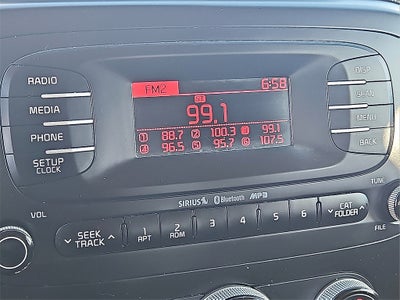 RADIO
MEDIA
PHONE
SETUP
CLOCK
FM2 6:58
99.1
1 88.7 2 100.3 3 99.1
4 96.5 5 95.7 6 107.5
DISP
SCAN
MENU
BACK
SIRIUS Bluetooth MP3
VOL
TUNE
FILE
SEEK
TRACK
1
RPT
2
RDM
3
4
5
6
CAT
FOLDER